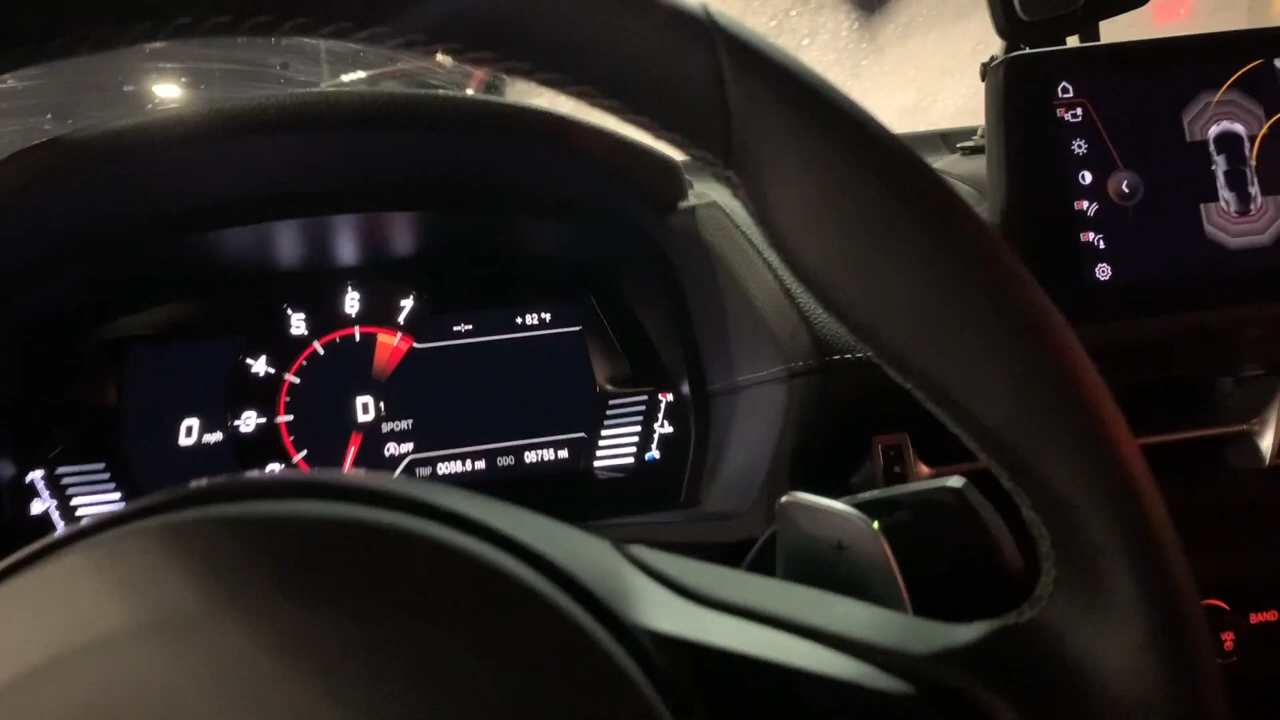 5
6
7
4
3
--:--
+ 82 °F
0 mph
D 1
SPORT
OFF
TRIP 0058.6 mi ODO 05755 mi
P
P
+
BAND
VOL